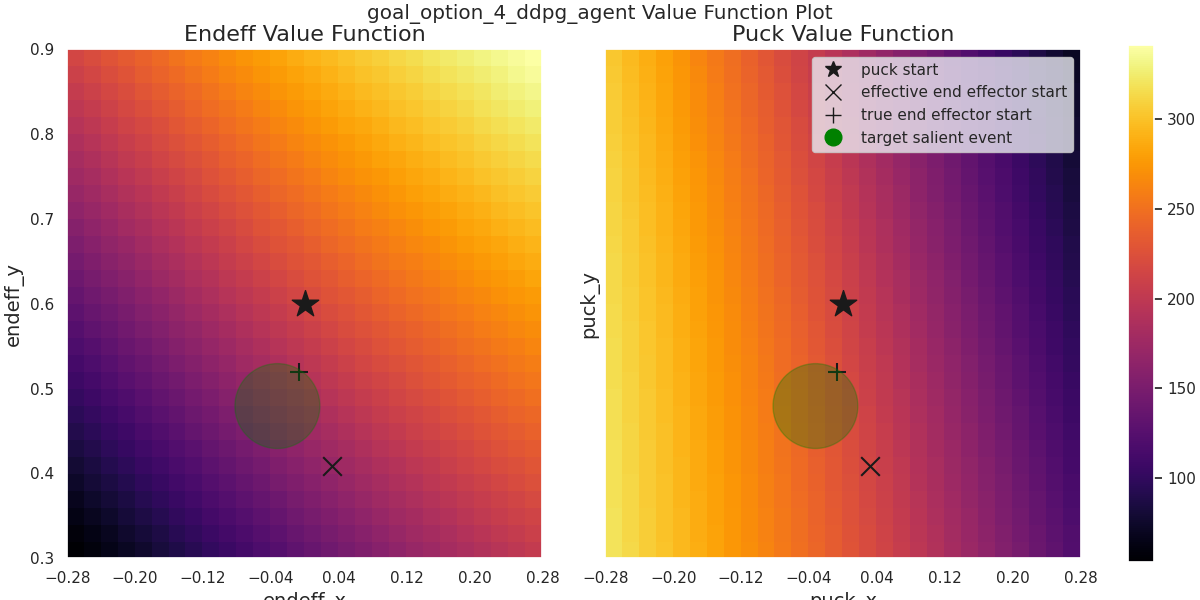 goal_option_4_ddpg_agent Value Function Plot
Endeff Value Function
Puck Value Function
0.9
0.8
0.7
0.6
0.5
0.4
0.3
endeff_y
−0.28 −0.20 −0.12 −0.04 0.04 0.12 0.20 0.28
endeff_x
puck_y
puck start
effective end effector start
true end effector start
target salient event
−0.28 −0.20 −0.12 −0.04 0.04 0.12 0.20 0.28
puck_x
300
250
200
150
100